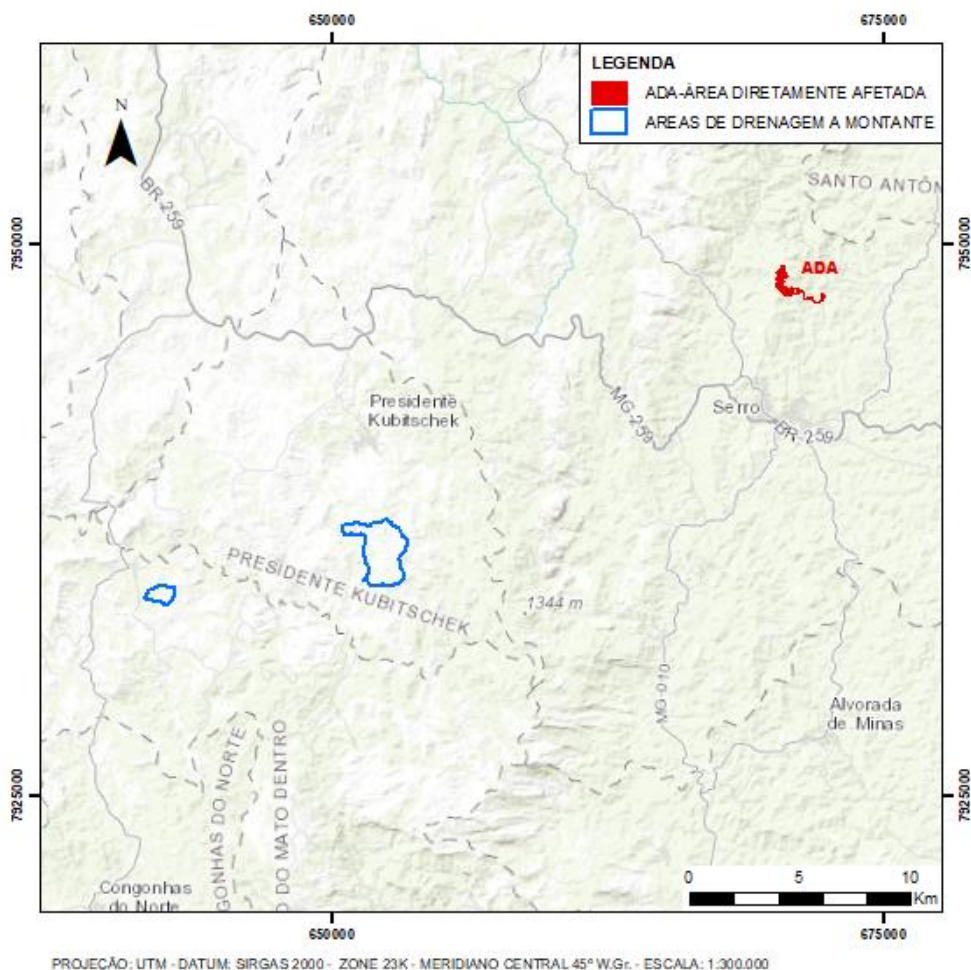 650000
675000
LEGENDA
ADA-ÁREA DIRETAMENTE AFETADA
AREAS DE DRENAGEM A MONTANTE
N
BR-259
SANTO ANTÔN
7950000
7950000
ADA
Presidente
Kubitschek
MG-259
Serro
BR-259
PRESIDENTE KUBITSCHEK
1344 m
MG-010
Alvorada
de Minas
GONHAS DO NORTE
O DO MATO DENTRO
7925000
7925000
Congonhas
do Norte
0 5 10
Km
650000
675000
PROJEÇÃO: UTM - DATUM: SIRGAS 2000 - ZONE 23K - MERIDIANO CENTRAL 45º W.Gr. - ESCALA: 1:300.000